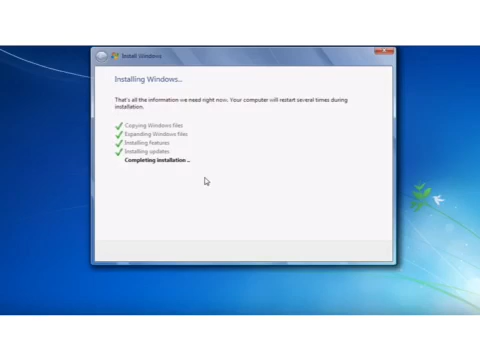 Install Windows
Installing Windows...
That's all the information we need right now. Your computer will restart several times during
installation.
Copying Windows files
Expanding Windows files
Installing features
Installing updates
Completing installation ..